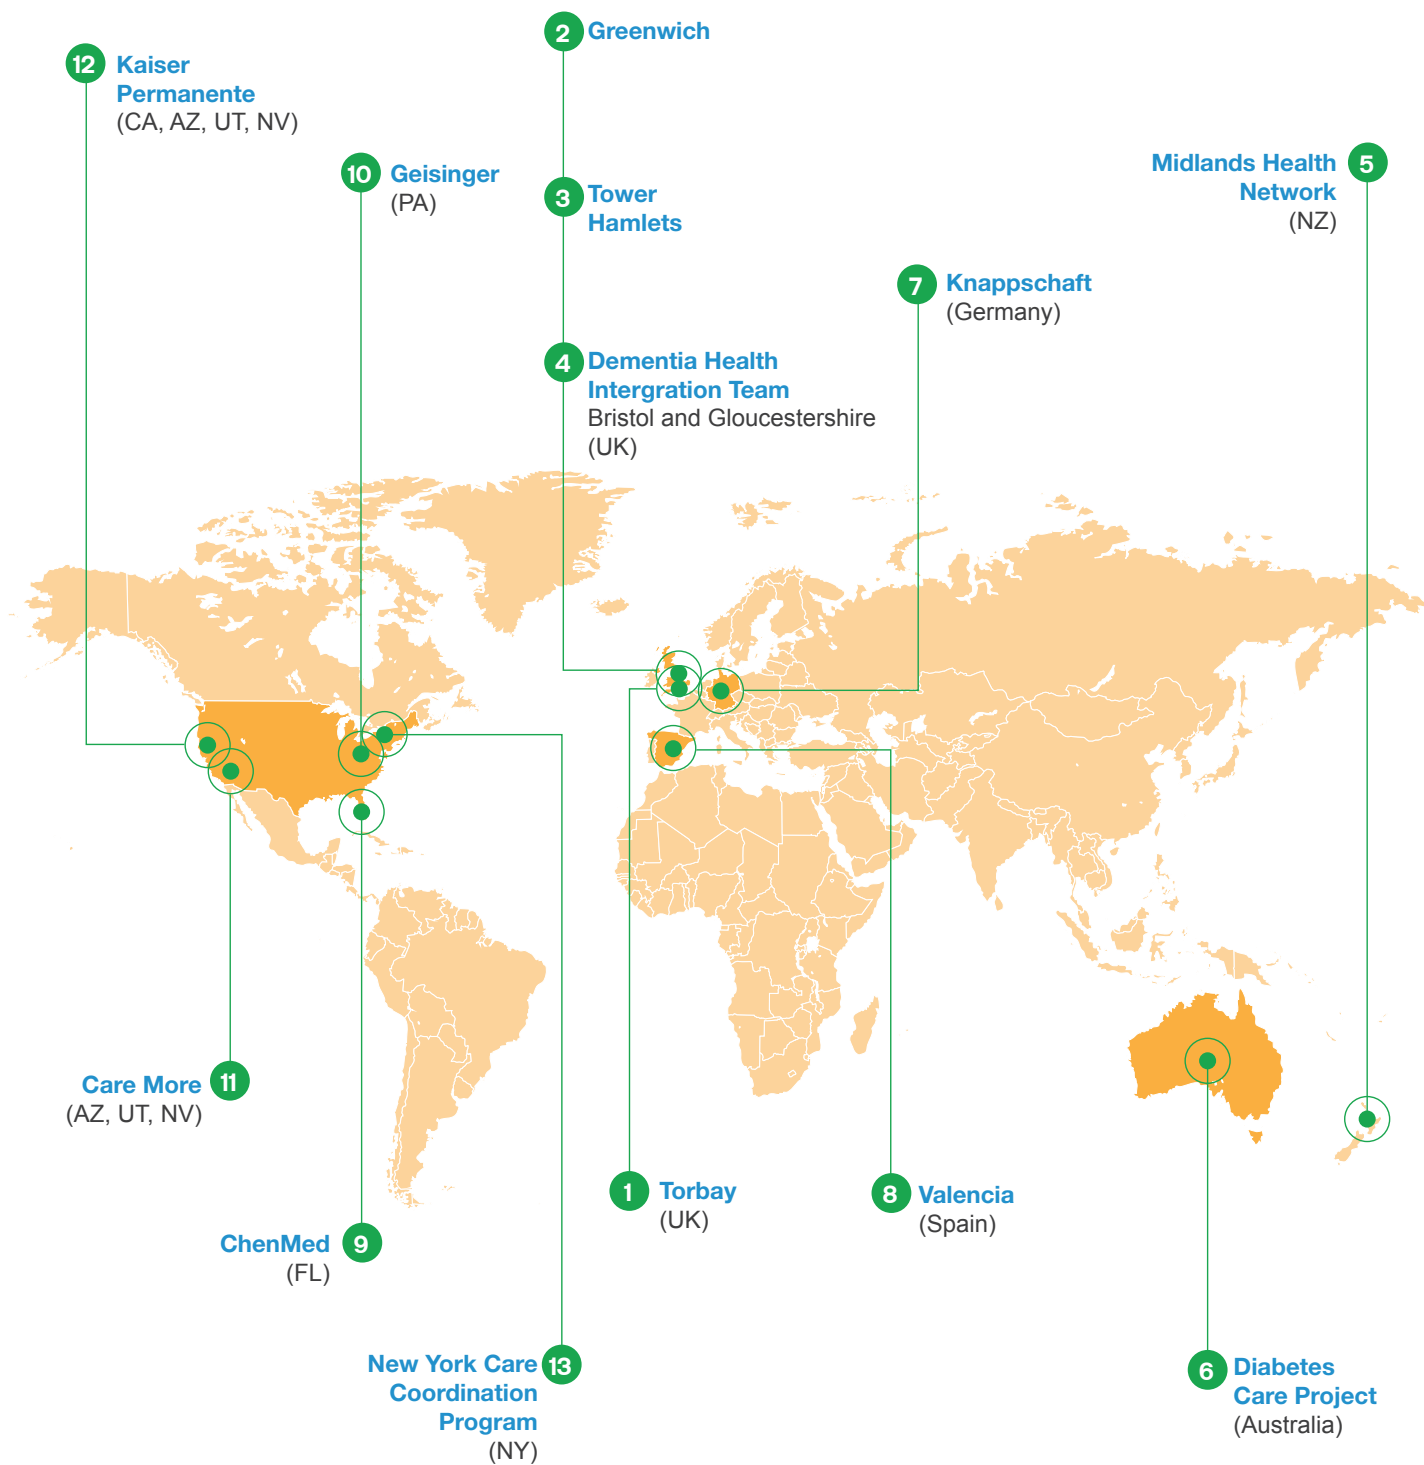 2 Greenwich
12 Kaiser
Permanente
(CA, AZ, UT, NV)
10 Geisinger
(PA)
3 Tower
Hamlets
5 Midlands Health
Network
(NZ)
7 Knappschaft
(Germany)
4 Dementia Health
Intergration Team
Bristol and Gloucestershire
(UK)
Care More 11
(AZ, UT, NV)
1 Torbay
(UK)
8 Valencia
(Spain)
ChenMed 9
(FL)
New York Care 13
Coordination
Program
(NY)
6 Diabetes
Care Project
(Australia)